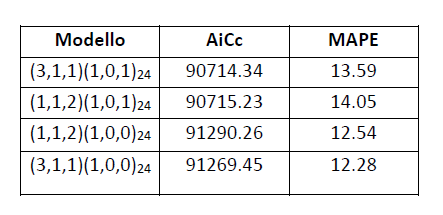 Modello AiCc MAPE
(3,1,1)(1,0,1)24 90714.34 13.59
(1,1,2)(1,0,1)24 90715.23 14.05
(1,1,2)(1,0,0)24 91290.26 12.54
(3,1,1)(1,0,0)24 91269.45 12.28